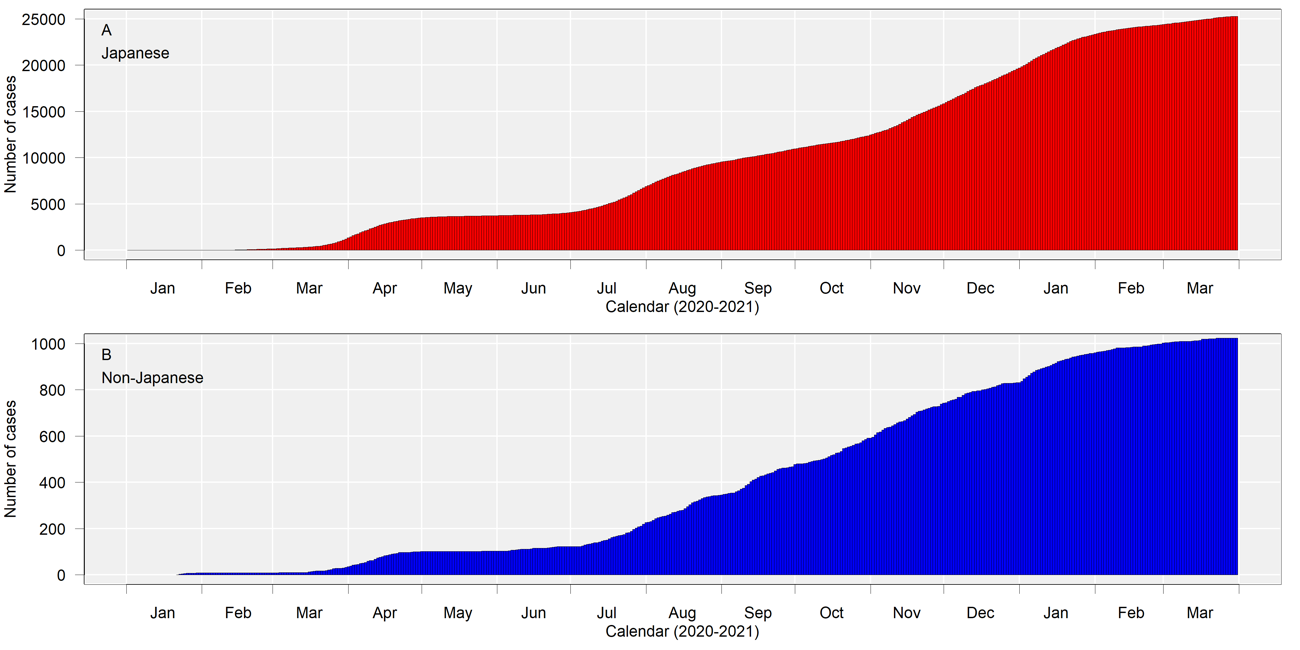 A
Japanese
Number of cases
25000
20000
15000
10000
5000
0
Jan Feb Mar Apr May Jun Jul Aug Sep Oct Nov Dec Jan Feb Mar
Calendar (2020-2021)
B
Non-Japanese
Number of cases
1000
800
600
400
200
0
Jan Feb Mar Apr May Jun Jul Aug Sep Oct Nov Dec Jan Feb Mar
Calendar (2020-2021)